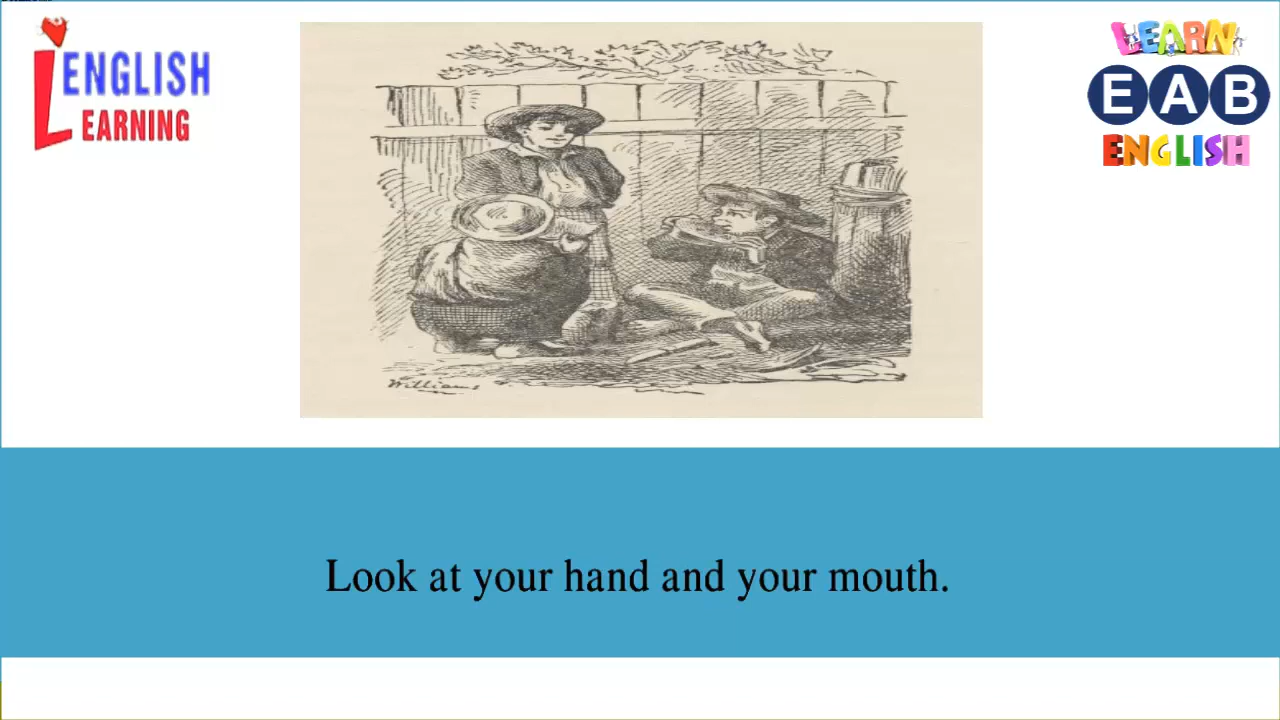 ENGLISH
LEARNING
LEARN
EAB
ENGLISH
Williams
Look at your hand and your mouth.